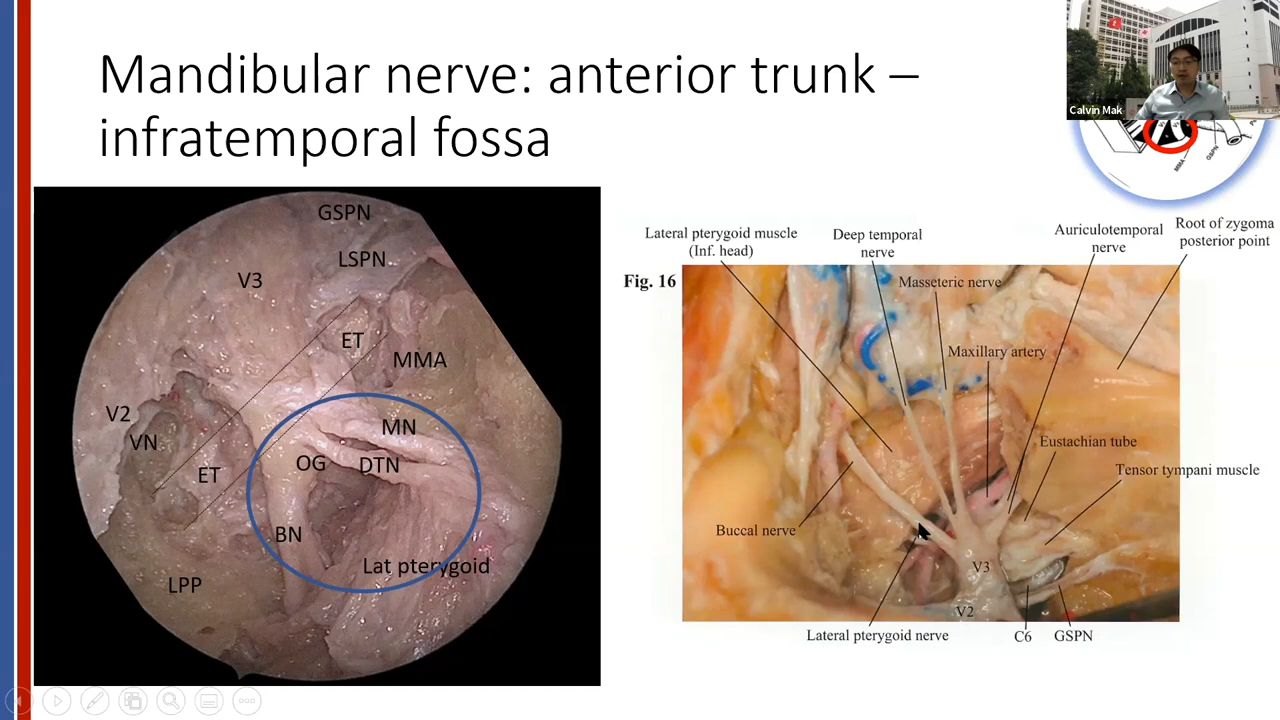 Mandibular nerve: anterior trunk –
infratemporal fossa
Calvin Mak
MMA
GSPN
GSPN
LSPN
V3
ET
MMA
V2
VN
MN
OG
DTN
ET
BN
Lat pterygoid
LPP
Fig. 16
Lateral pterygoid muscle
(Inf. head)
Deep temporal
nerve
Auriculotemporal
nerve
Root of zygoma
posterior point
Masseteric nerve
Maxillary artery
Eustachian tube
Tensor tympani muscle
Buccal nerve
V3
V2
Lateral pterygoid nerve
C6
GSPN